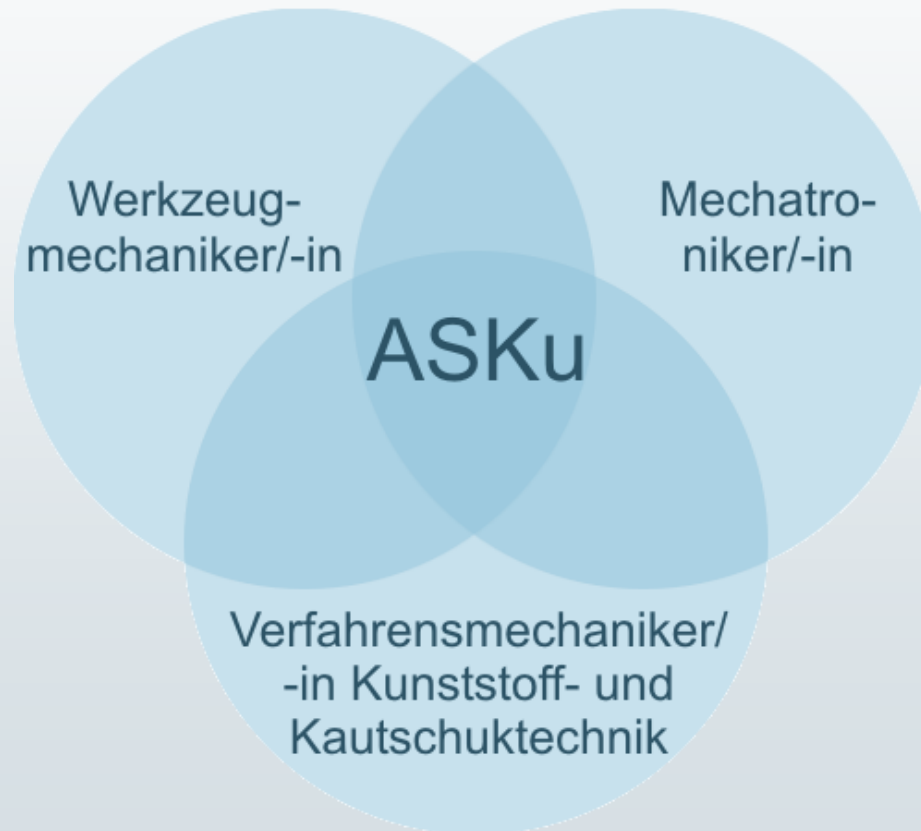 Werkzeug-
mechaniker/-in
Mechatro-
niker/-in
ASKu
Verfahrensmechaniker/
-in Kunststoff- und
Kautschuktechnik